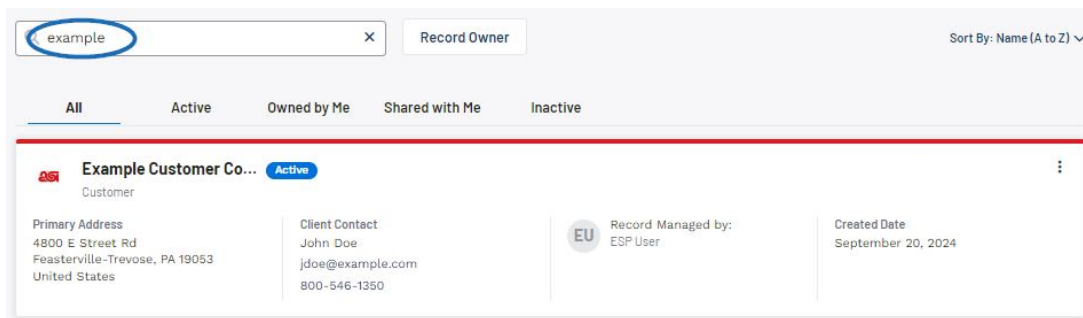 example
Record Owner
Sort By: Name (A to Z)
All Active Owned by Me Shared with Me Inactive
asi
Example Customer Co... Active
Customer
Primary Address
4800 E Street Rd
Feasterville-Trevose, PA 19053
United States
Client Contact
John Doe
jdoe@example.com
800-546-1350
EU
Record Managed by:
ESP User
Created Date
September 20, 2024